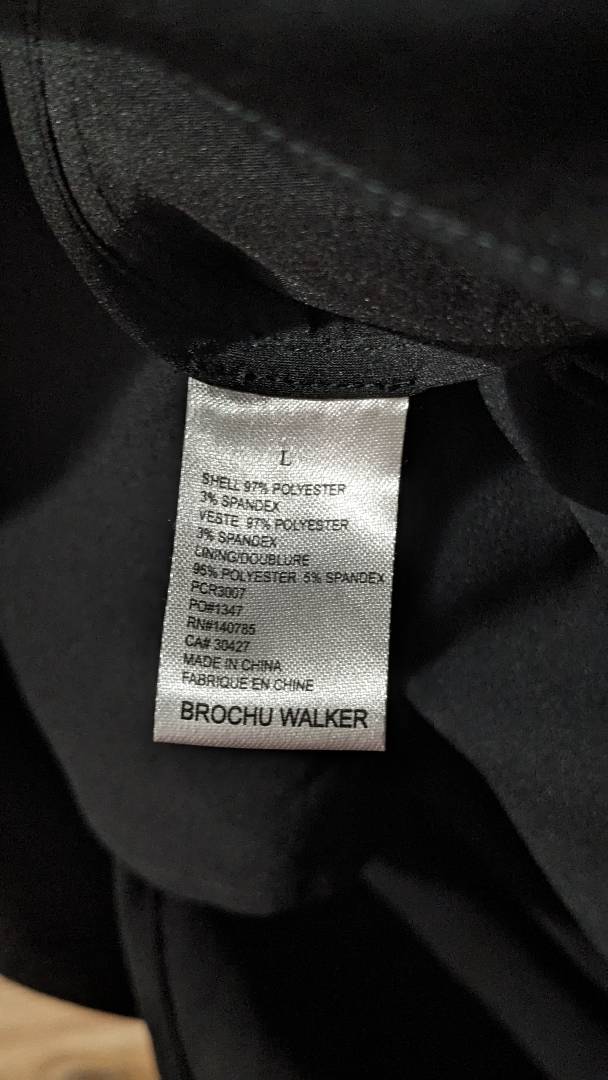 L
SHELL 97% POLYESTER
3% SPANDEX
VESTE 97% POLYESTER
3% SPANDEX
LINING/DOUBLURE
95% POLYESTER 5% SPANDEX
PCR3007
PO#1347
RN#140785
CA# 30427
MADE IN CHINA
FABRIQUE EN CHINE
BROCHU WALKER